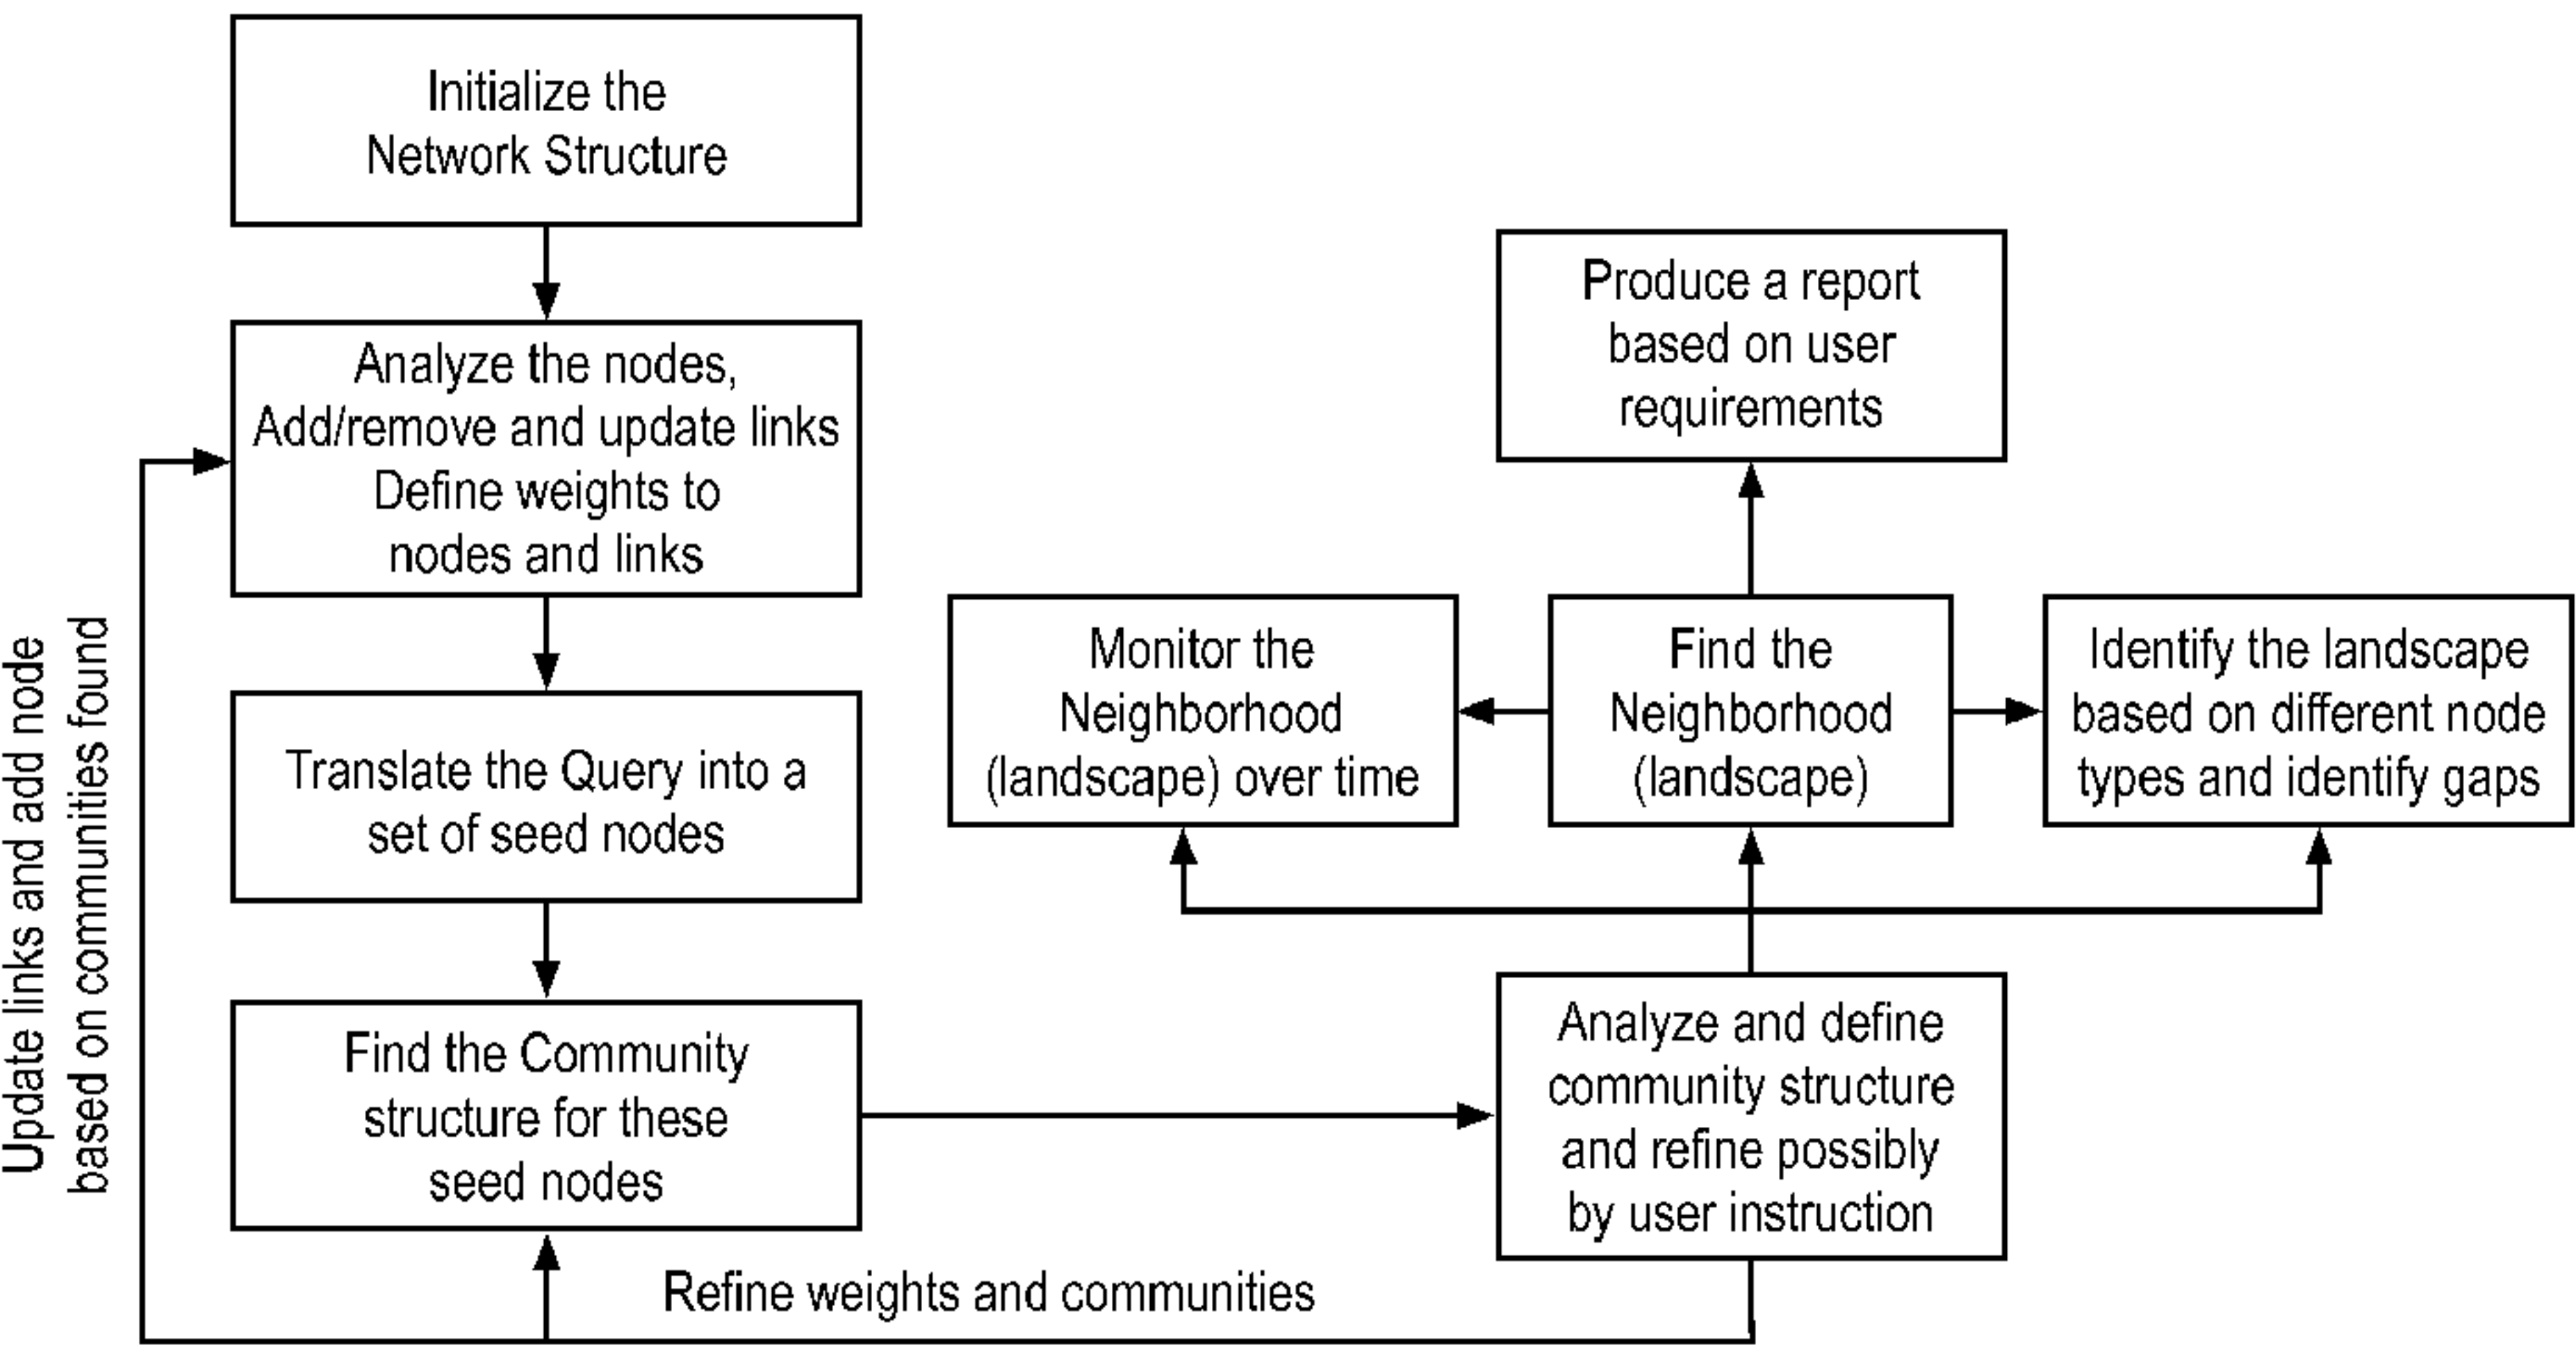 Initialize the
Network Structure
Analyze the nodes,
Add/remove and update links
Define weights to
nodes and links
Translate the Query into a
set of seed nodes
Find the Community
structure for these
seed nodes
Update links and add node
based on communities found
Refine weights and communities
Produce a report
based on user
requirements
Monitor the
Neighborhood
(landscape) over time
Find the
Neighborhood
(landscape)
Identify the landscape
based on different node
types and identify gaps
Analyze and define
community structure
and refine possibly
by user instruction